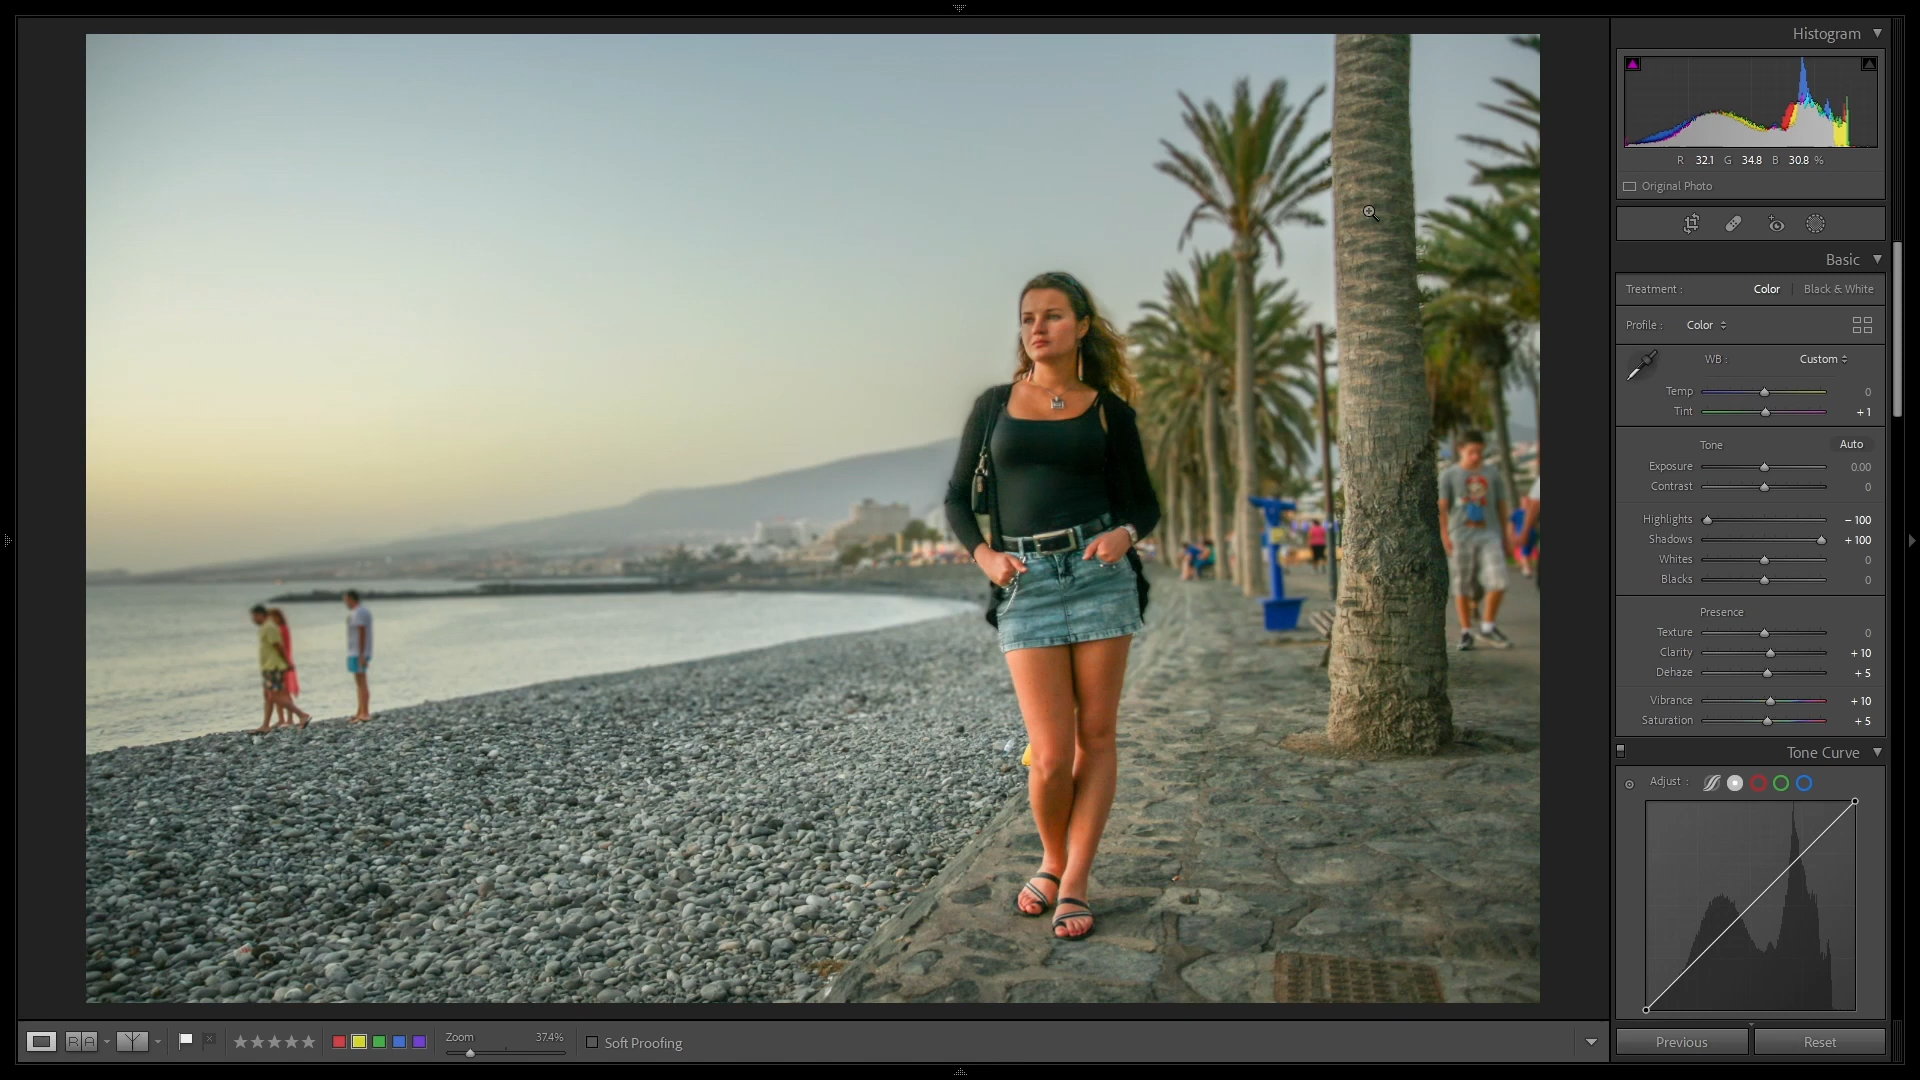 Histogram
R 32.1 G 34.8 B 30.8 %
Original Photo
Basic
Treatment : Color Black & White
Profile : Color
WB : Custom
Temp 0
Tint + 1
Tone Auto
Exposure 0.00
Contrast 0
Highlights – 100
Shadows + 100
Whites 0
Blacks 0
Presence
Texture 0
Clarity + 10
Dehaze + 5
Vibrance + 10
Saturation + 5
Tone Curve
Adjust :
R A Y Zoom 37.4% Soft Proofing
Previous Reset